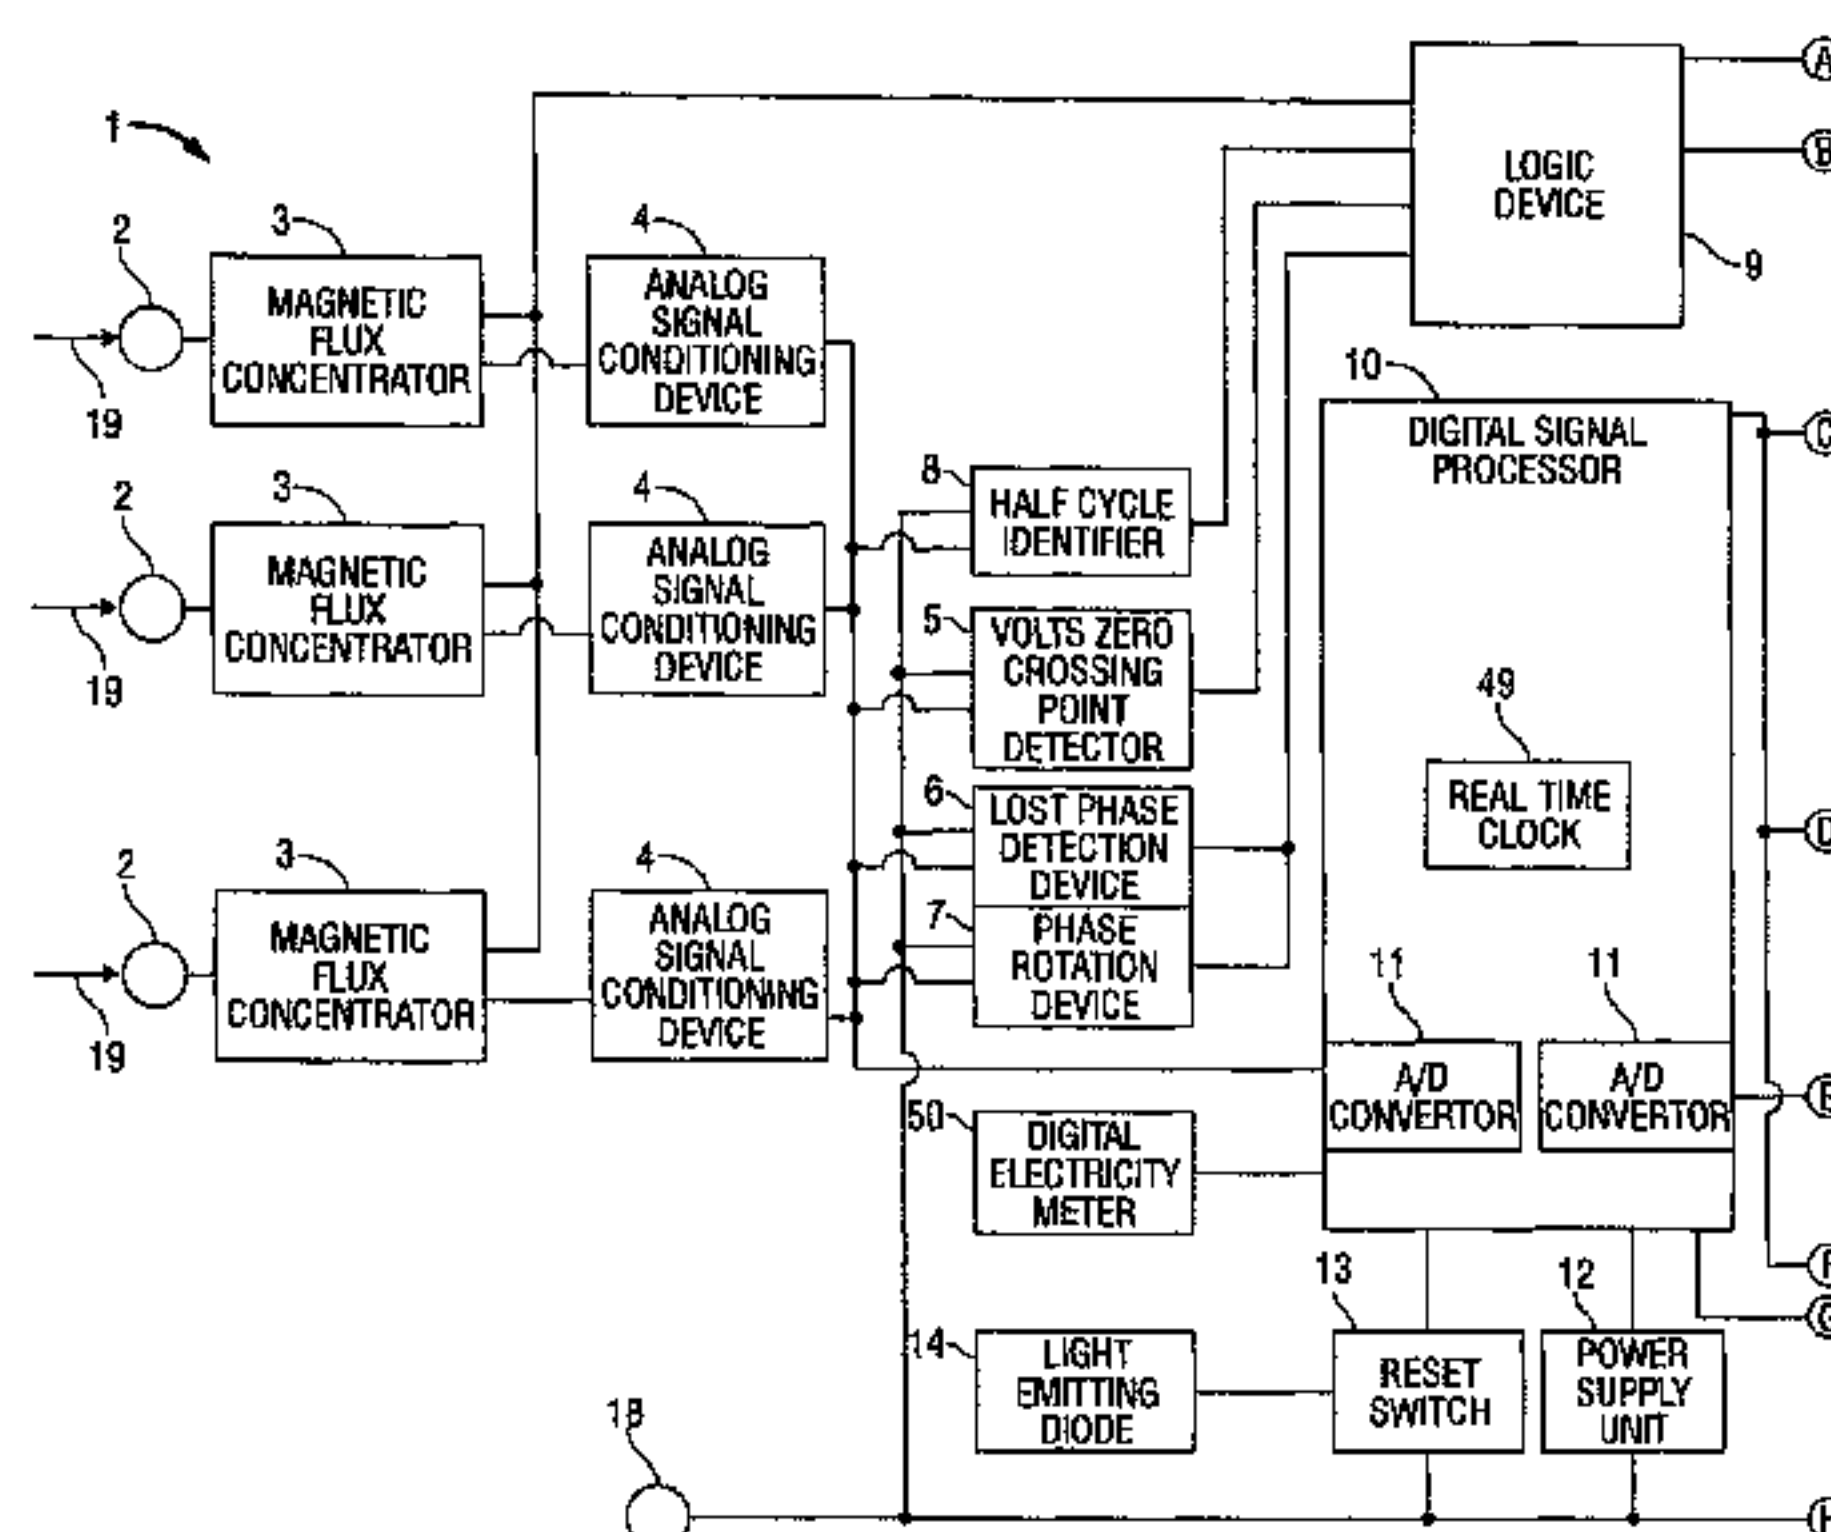 1
A
B
LOGIC
DEVICE
9
2
3
4
MAGNETIC
FLUX
CONCENTRATOR
ANALOG
SIGNAL
CONDITIONING
DEVICE
19
10
DIGITAL SIGNAL
PROCESSOR
C
2
3
4
MAGNETIC
FLUX
CONCENTRATOR
ANALOG
SIGNAL
CONDITIONING
DEVICE
19
8
HALF CYCLE
IDENTIFIER
5
VOLTS ZERO
CROSSING
POINT
DETECTOR
49
REAL TIME
CLOCK
D
6
LOST PHASE
DETECTION
DEVICE
7
PHASE
ROTATION
DEVICE
2
3
4
MAGNETIC
FLUX
CONCENTRATOR
ANALOG
SIGNAL
CONDITIONING
DEVICE
19
11
11
A/D
CONVERTOR
A/D
CONVERTOR
E
50
DIGITAL
ELECTRICITY
METER
F
G
13
12
14
LIGHT
EMITTING
DIODE
RESET
SWITCH
POWER
SUPPLY
UNIT
18
H